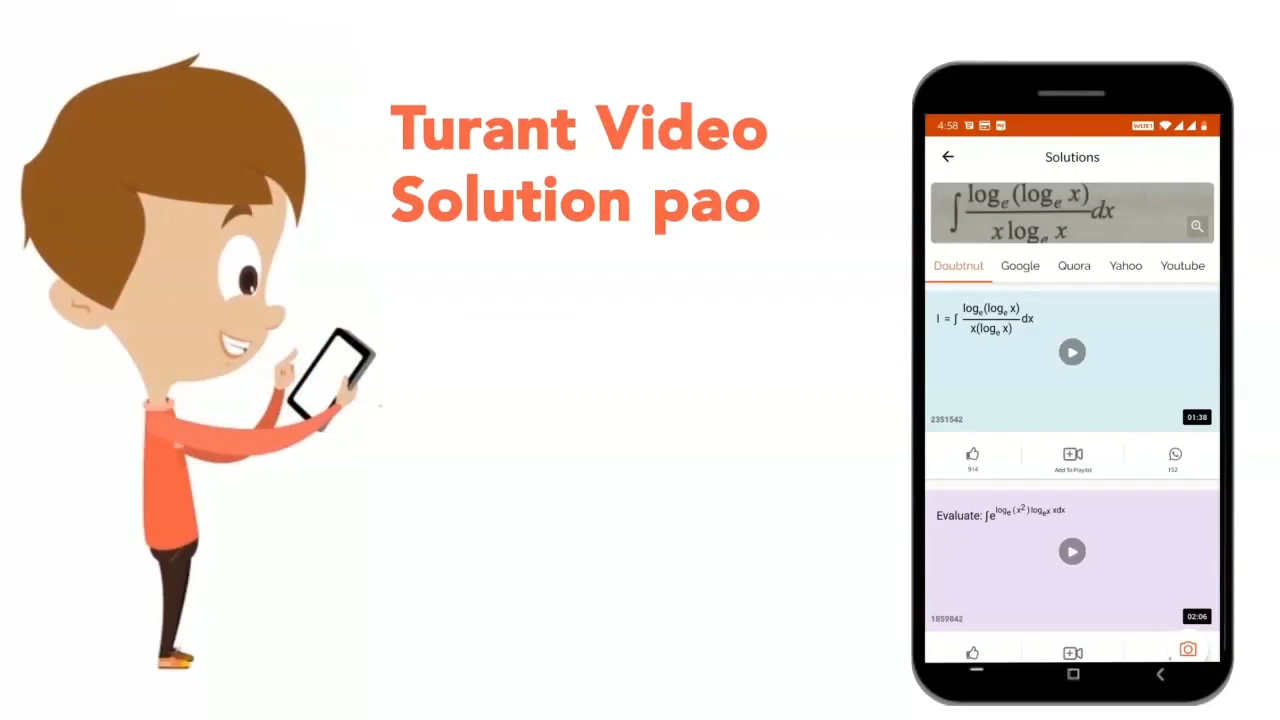 Turant Video
Solution pao
4:58
VoLTE1
Solutions
∫ logₑ(logₑ x) / x logₑ x dx
Doubtnut Google Quora Yahoo Youtube
I = ∫ logₑ(logₑ x) / x(logₑ x) dx
2351542
01:38
914
Add To Playlist
152
Evaluate: ∫e^logₑ(x²)logₑx xdx
1859842
02:06